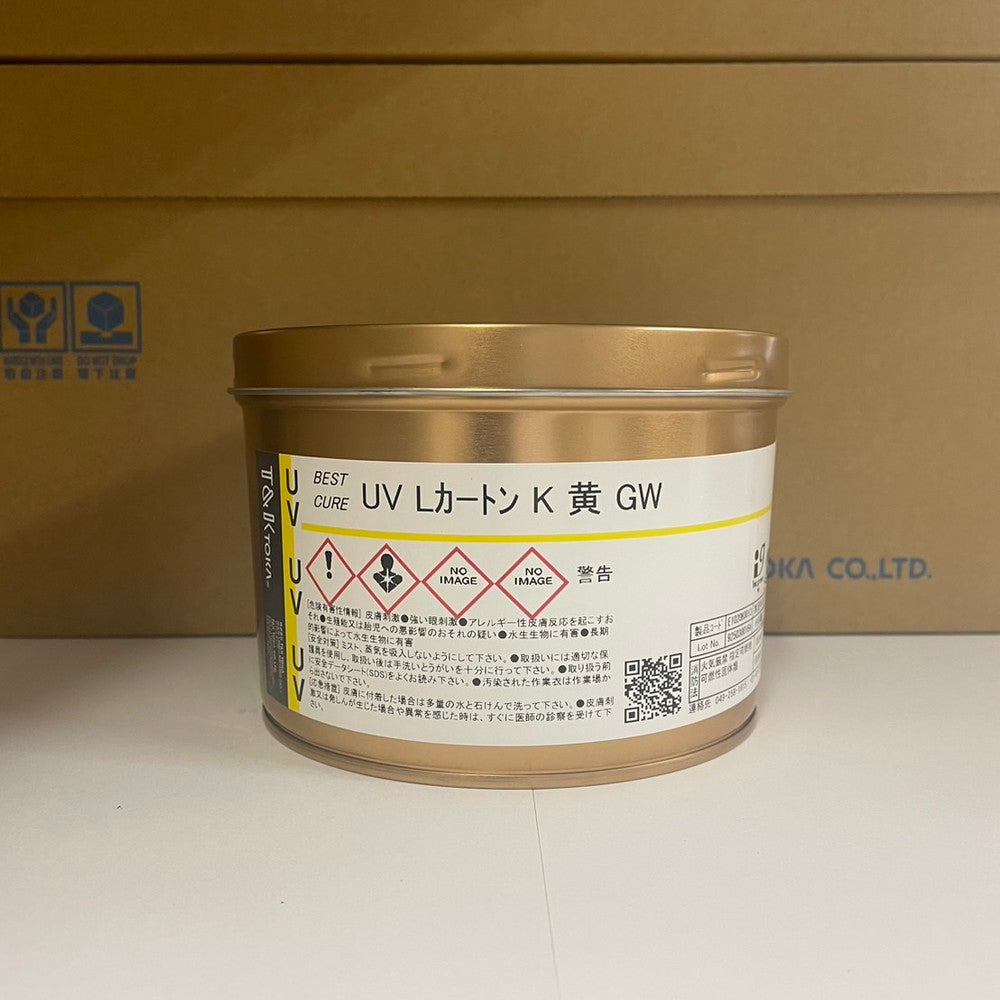 取扱注意
DO NOT DROP
落下注意
OKA CO.,LTD.
T&K TOKA
UV UV UV
BEST CURE
UV Lカートン K 黄 GW
NO IMAGE
NO IMAGE
警告
[危険有害性情報] 皮膚刺激●強い眼刺激●アレルギー性皮膚反応を起こすお
それ●生殖能又は胎児への悪影響のおそれの疑い●水生生物に有害●長期
的影響によって水生生物に有害
[安全対策] ミスト、蒸気を吸入しないようにして下さい。●取扱いには適切な保
護具を使用し、取扱い後は手洗いとうがいを十分に行って下さい。●取り扱う前
に安全データシート(SDS)をよくお読み下さい。●汚染された作業衣は作業場か
ら出さないで下さい。
[応急措置] 皮膚に付着した場合は多量の水と石けんで洗って下さい。●皮膚刺
激又は発しんが生じた場合や異常を感じた時は、すぐに医師の診察を受けて下
さい。
製品コード
Lot No.
消防法
火気厳禁 指定可燃物
可燃性固体類
連絡先